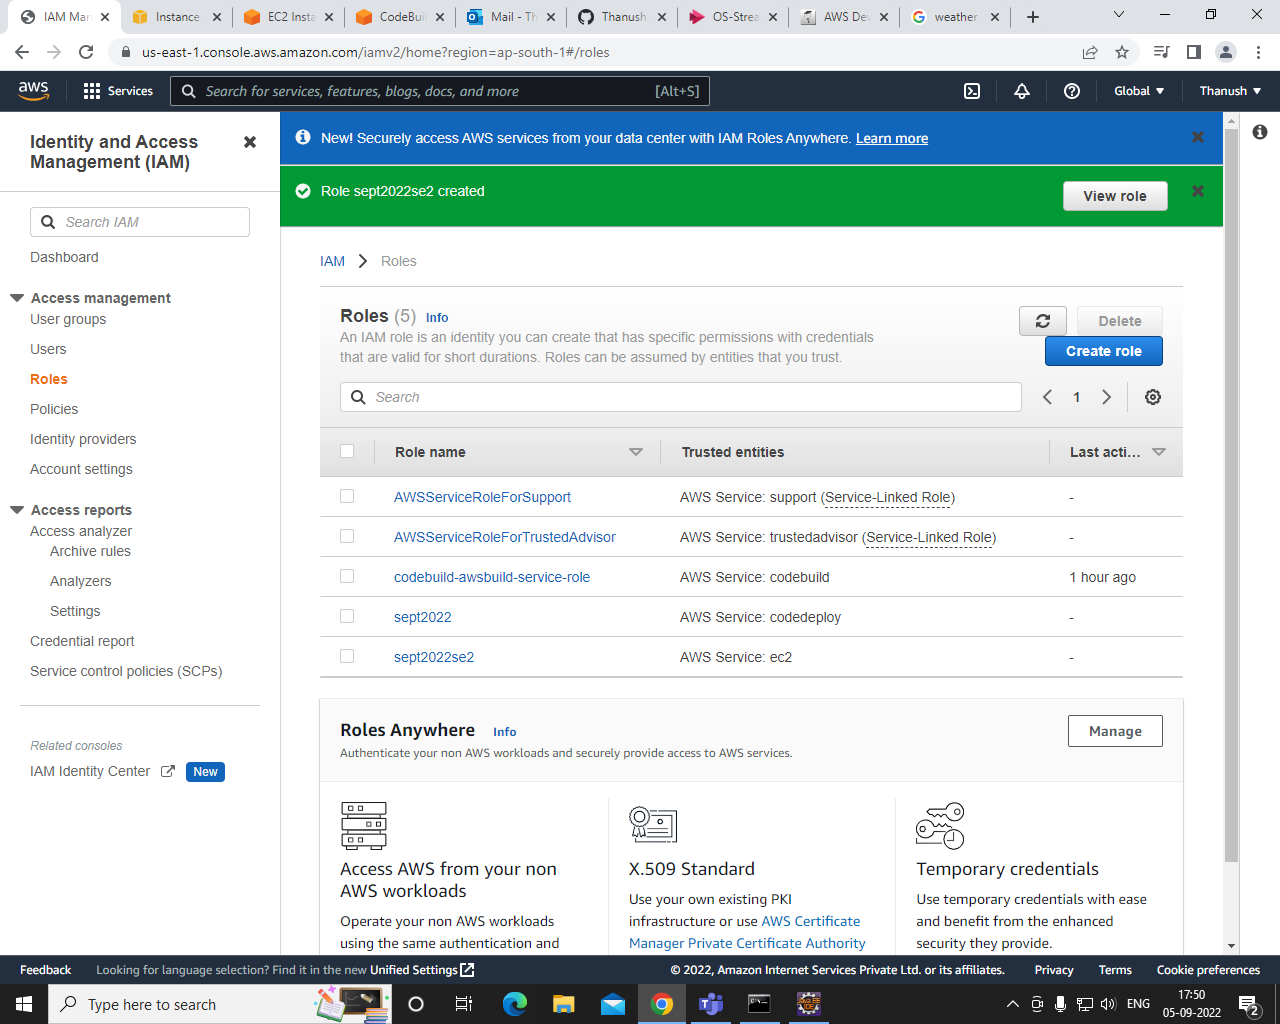 IAM Man
Instance
EC2 Insta
CodeBuil
Mail - Th
Thanush
OS-Strea
AWS Dev
weather
us-east-1.console.aws.amazon.com/iamv2/home?region=ap-south-1#/roles
aws
Services
Search for services, features, blogs, docs, and more
[Alt+S]
Global
Thanush
Identity and Access
Management (IAM)
Search IAM
Dashboard
Access management
User groups
Users
Roles
Policies
Identity providers
Account settings
Access reports
Access analyzer
Archive rules
Analyzers
Settings
Credential report
Service control policies (SCPs)
Related consoles
IAM Identity Center
New
New! Securely access AWS services from your data center with IAM Roles Anywhere. Learn more
Role sept2022se2 created
View role
IAM > Roles
Roles (5) Info
An IAM role is an identity you can create that has specific permissions with credentials
that are valid for short durations. Roles can be assumed by entities that you trust.
Delete
Create role
Search
1
Role name
Trusted entities
Last acti...
AWSServiceRoleForSupport
AWS Service: support (Service-Linked Role)
-
AWSServiceRoleForTrustedAdvisor
AWS Service: trustedadvisor (Service-Linked Role)
-
codebuild-awsbuild-service-role
AWS Service: codebuild
1 hour ago
sept2022
AWS Service: codedeploy
-
sept2022se2
AWS Service: ec2
-
Roles Anywhere Info
Authenticate your non AWS workloads and securely provide access to AWS services.
Manage
Access AWS from your non
AWS workloads
Operate your non AWS workloads
using the same authentication and
X.509 Standard
Use your own existing PKI
infrastructure or use AWS Certificate
Manager Private Certificate Authority
Temporary credentials
Use temporary credentials with ease
and benefit from the enhanced
security they provide.
Feedback
Looking for language selection? Find it in the new Unified Settings
© 2022, Amazon Internet Services Private Ltd. or its affiliates.
Privacy
Terms
Cookie preferences
Type here to search
ENG
17:50
05-09-2022
2